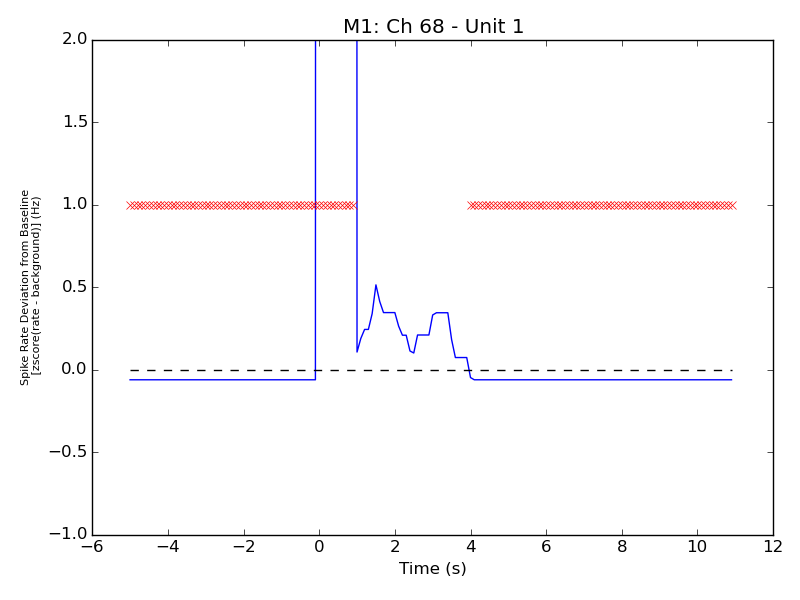 M1: Ch 68 - Unit 1
2.0
1.5
1.0
0.5
0.0
−0.5
−1.0
Spike Rate Deviation from Baseline
[zscore(rate - background)] (Hz)
−6 −4 −2 0 2 4 6 8 10 12
Time (s)